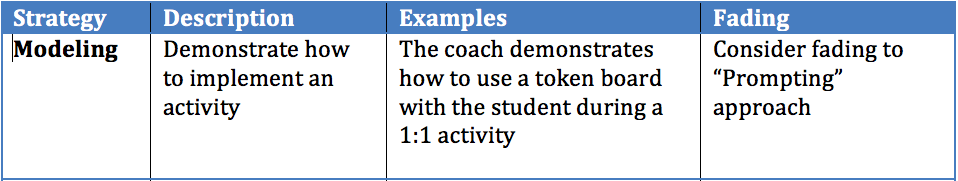 Strategy Description Examples Fading
Modeling Demonstrate how The coach demonstrates Consider fading to
to implement an how to use a token board “Prompting”
activity with the student during a approach
1:1 activity